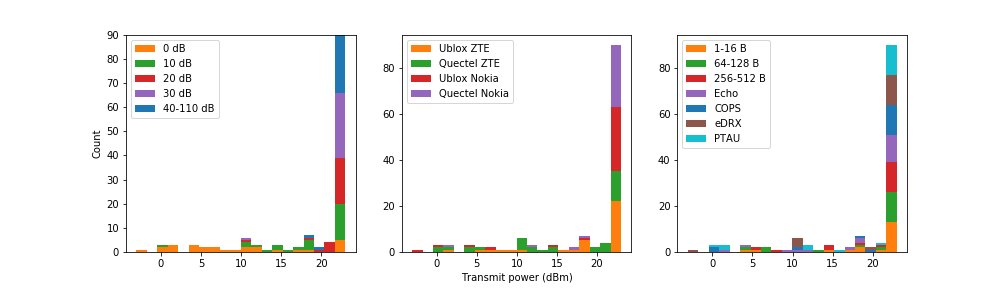 90
80
70
60
50
40
30
20
10
0
Count
0 dB
10 dB
20 dB
30 dB
40-110 dB
0 5 10 15 20
80
60
40
20
0
Ublox ZTE
Quectel ZTE
Ublox Nokia
Quectel Nokia
0 5 10 15 20
Transmit power (dBm)
80
60
40
20
0
1-16 B
64-128 B
256-512 B
Echo
COPS
eDRX
PTAU
0 5 10 15 20